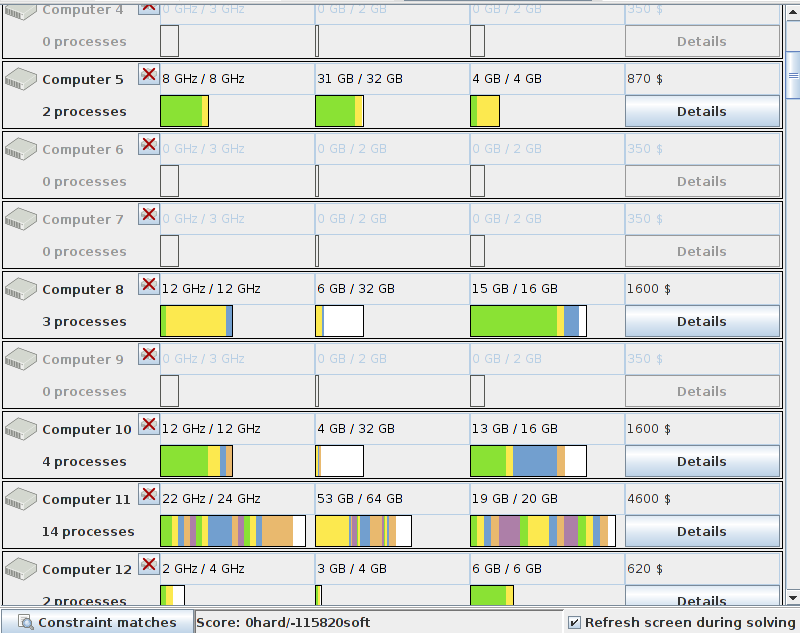 Computer 4 0 GHz / 3 GHz 0 GB / 2 GB 0 GB / 2 GB 350 $
0 processes Details
Computer 5 8 GHz / 8 GHz 31 GB / 32 GB 4 GB / 4 GB 870 $
2 processes Details
Computer 6 0 GHz / 3 GHz 0 GB / 2 GB 0 GB / 2 GB 350 $
0 processes Details
Computer 7 0 GHz / 3 GHz 0 GB / 2 GB 0 GB / 2 GB 350 $
0 processes Details
Computer 8 12 GHz / 12 GHz 6 GB / 32 GB 15 GB / 16 GB 1600 $
3 processes Details
Computer 9 0 GHz / 3 GHz 0 GB / 2 GB 0 GB / 2 GB 350 $
0 processes Details
Computer 10 12 GHz / 12 GHz 4 GB / 32 GB 13 GB / 16 GB 1600 $
4 processes Details
Computer 11 22 GHz / 24 GHz 53 GB / 64 GB 19 GB / 20 GB 4600 $
14 processes Details
Computer 12 2 GHz / 4 GHz 3 GB / 4 GB 6 GB / 6 GB 620 $
2 processes Details
Constraint matches Score: 0hard/-115820soft Refresh screen during solving